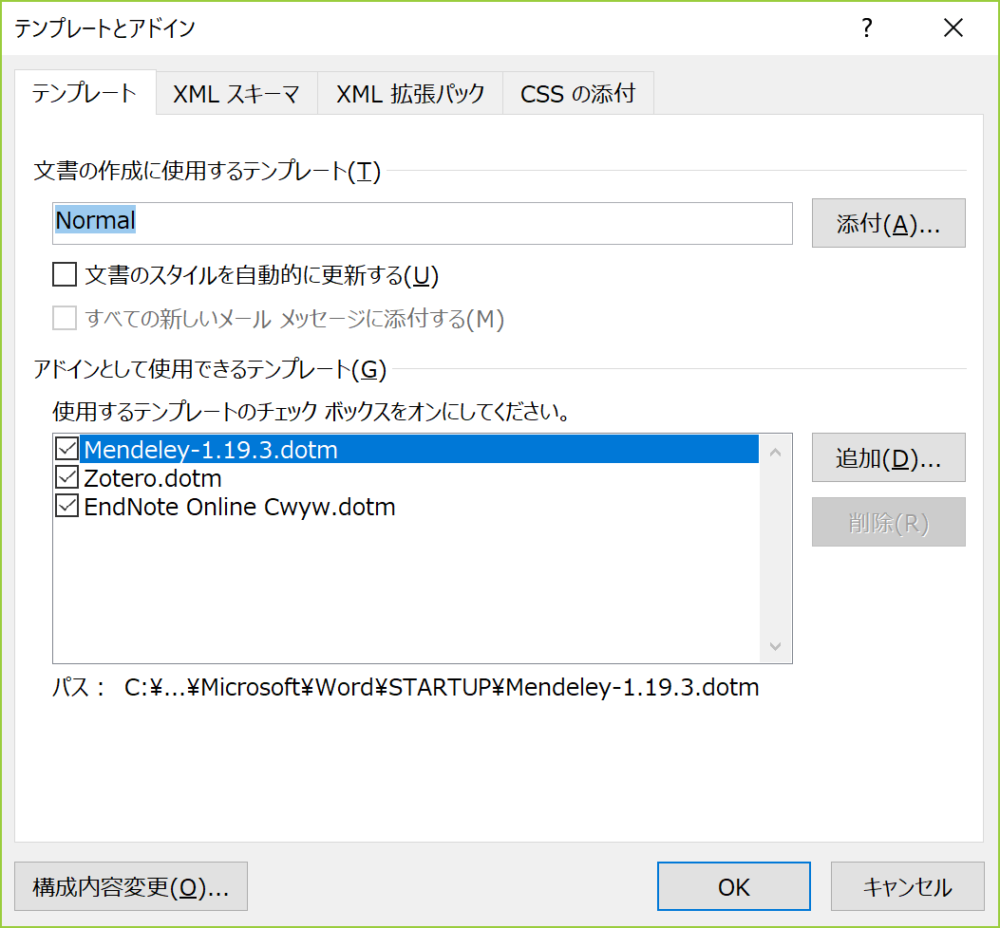 テンプレートとアドイン
?
テンプレート XML スキーマ XML 拡張パック CSS の添付
文書の作成に使用するテンプレート(T)
Normal 添付(A)...
文書のスタイルを自動的に更新する(U)
すべての新しいメール メッセージに添付する(M)
アドインとして使用できるテンプレート(G)
使用するテンプレートのチェック ボックスをオンにしてください。
Mendeley-1.19.3.dotm 追加(D)...
Zotero.dotm
EndNote Online Cwyw.dotm 削除(R)
パス: C:¥...¥Microsoft¥Word¥STARTUP¥Mendeley-1.19.3.dotm
構成内容変更(O)... OK キャンセル